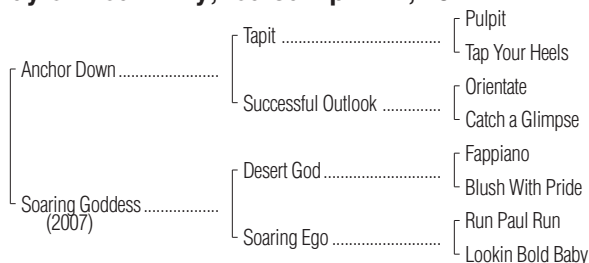 Pulpit
Tapit ..............................
Tap Your Heels
Anchor Down .......................
Orientate
Successful Outlook .............
Catch a Glimpse
Fappiano
Desert God ...........................
Blush With Pride
Soaring Goddess .................
(2007)
Run Paul Run
Soaring Ego ........................
Lookin Bold Baby